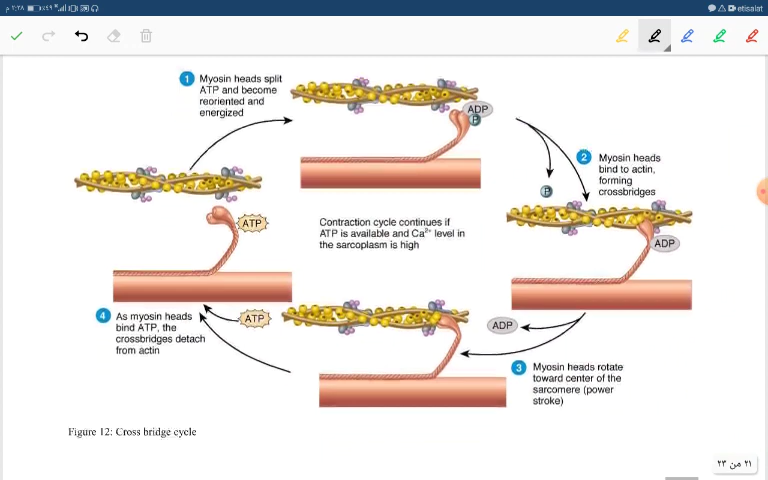 م ٢:٢٨
٪٤٩
etisalat
1 Myosin heads split
ATP and become
reoriented and
energized
ADP
P
2 Myosin heads
bind to actin,
forming
crossbridges
P
ATP
Contraction cycle continues if
ATP is available and Ca²⁺ level in
the sarcoplasm is high
ADP
4 As myosin heads
bind ATP, the
crossbridges detach
from actin
ATP
ADP
3 Myosin heads rotate
toward center of the
sarcomere (power
stroke)
Figure 12: Cross bridge cycle
٢١ من ٢٣